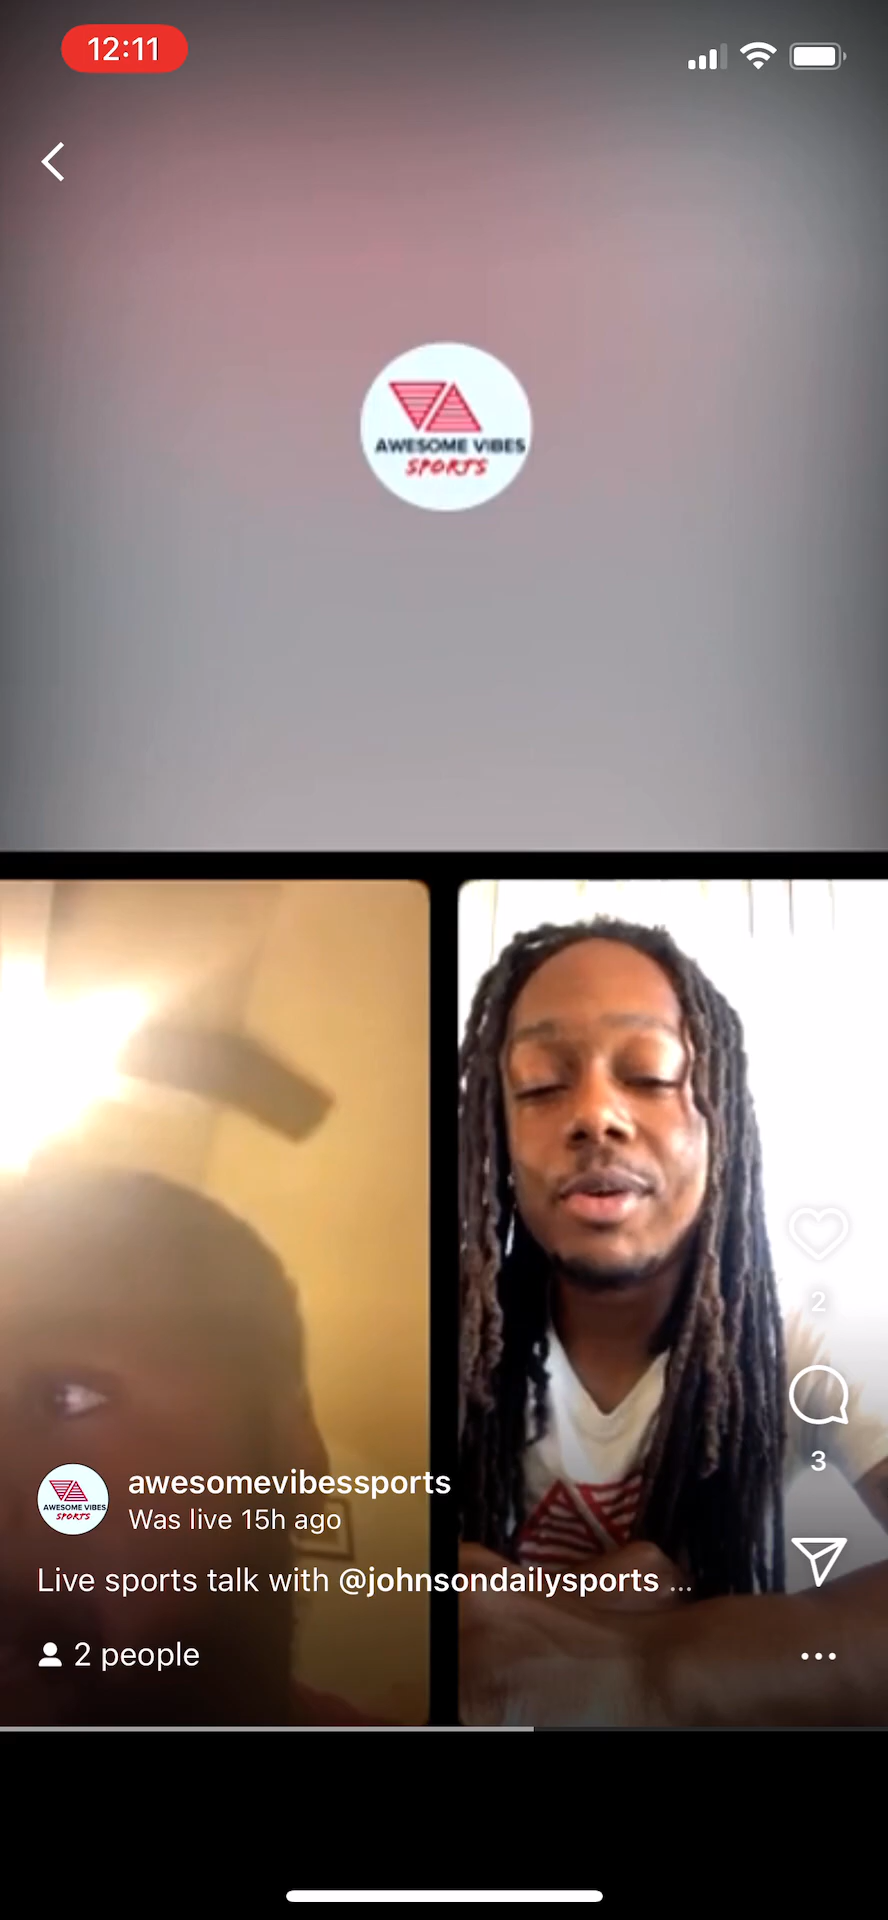 12:11
AWESOME VIBES
SPORTS
2
3
AWESOME VIBES
SPORTS
awesomevibessports
Was live 15h ago
Live sports talk with @johnsondailysports ...
2 people